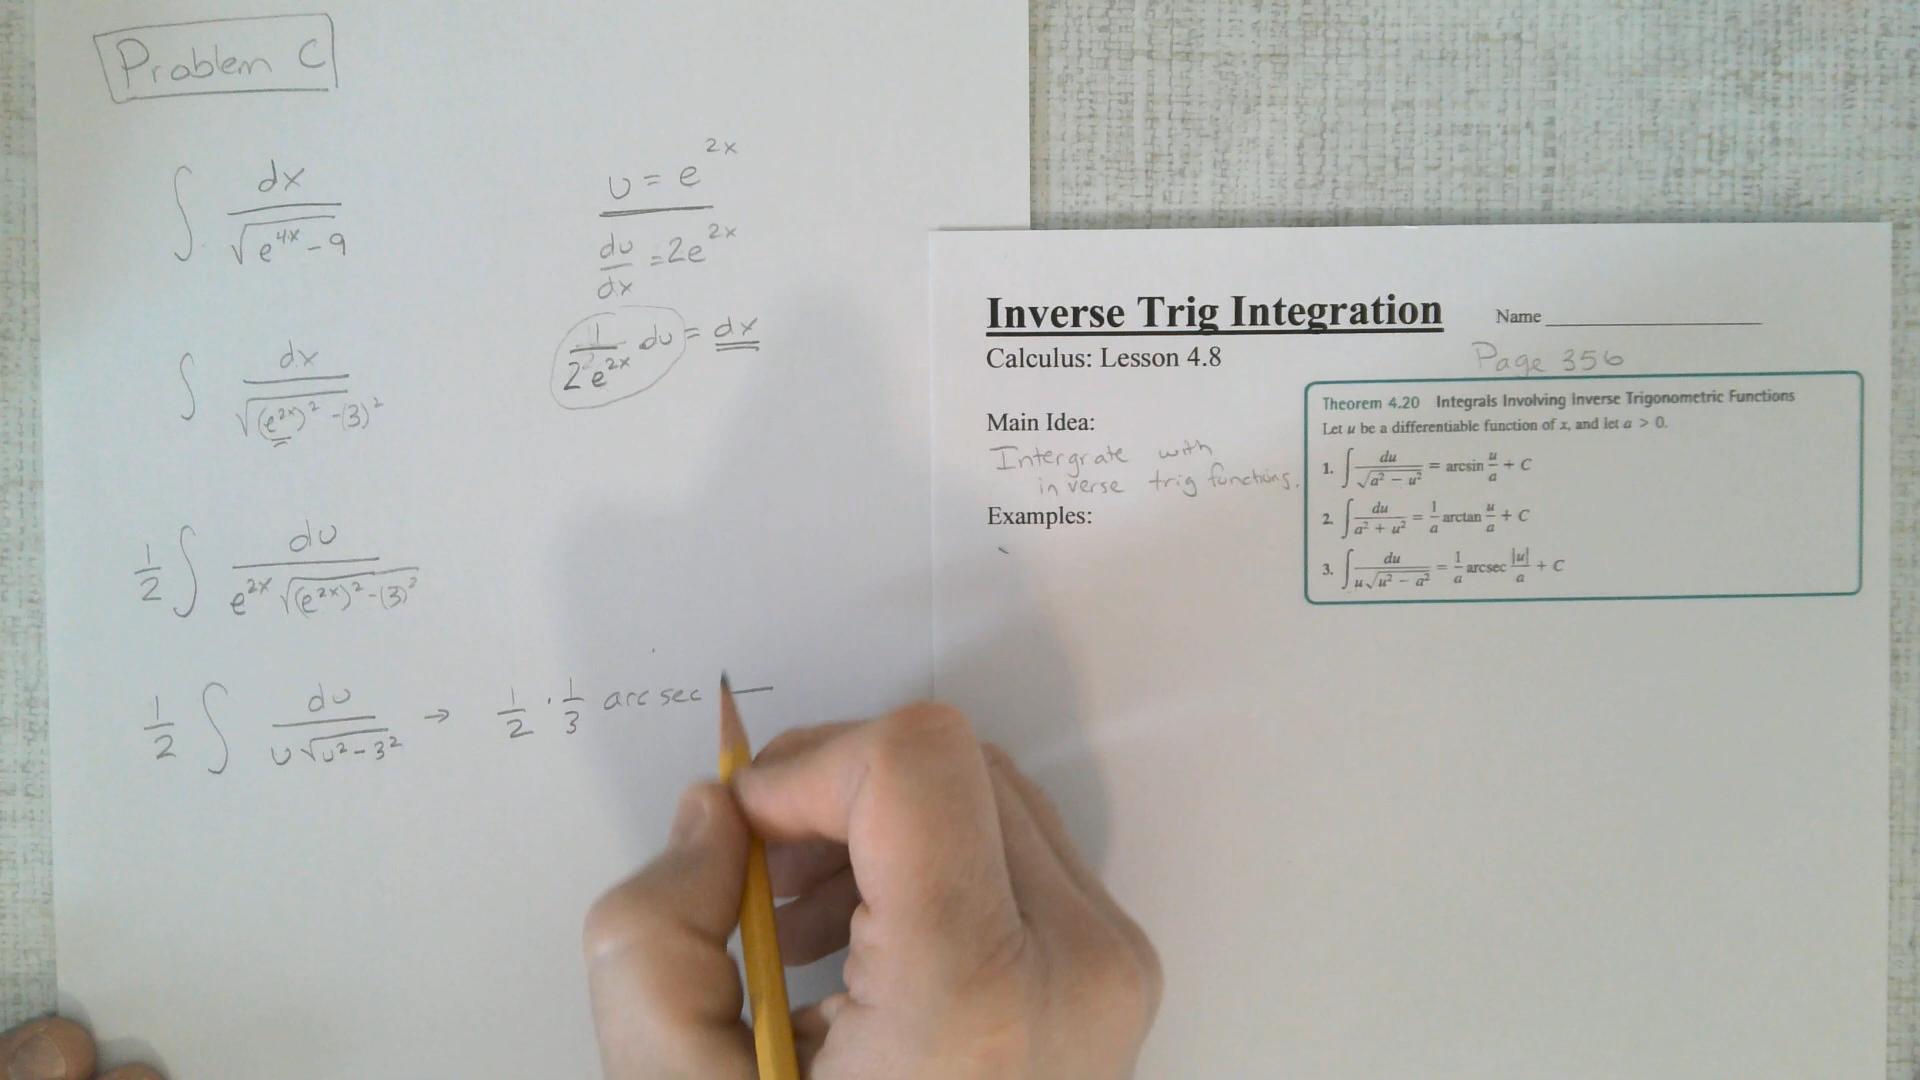 Problem C
∫ dx / √(e^4x - 9)
u = e^2x
du/dx = 2e^2x
1/(2e^2x) du = dx
∫ dx / √((e^2x)^2 - (3)^2)
1/2 ∫ du / (e^2x √((e^2x)^2 - (3)^2))
1/2 ∫ du / (u √(u^2 - 3^2)) → 1/2 · 1/3 arcsec
Inverse Trig Integration
Name
Calculus: Lesson 4.8
Page 356
Main Idea:
Intergrate with
inverse trig functions.
Examples:
Theorem 4.20 Integrals Involving Inverse Trigonometric Functions
Let u be a differentiable function of x, and let a > 0.
1. ∫ du / √(a² - u²) = arcsin u/a + C
2. ∫ du / (a² + u²) = 1/a arctan u/a + C
3. ∫ du / (u√(u² - a²)) = 1/a arcsec |u|/a + C